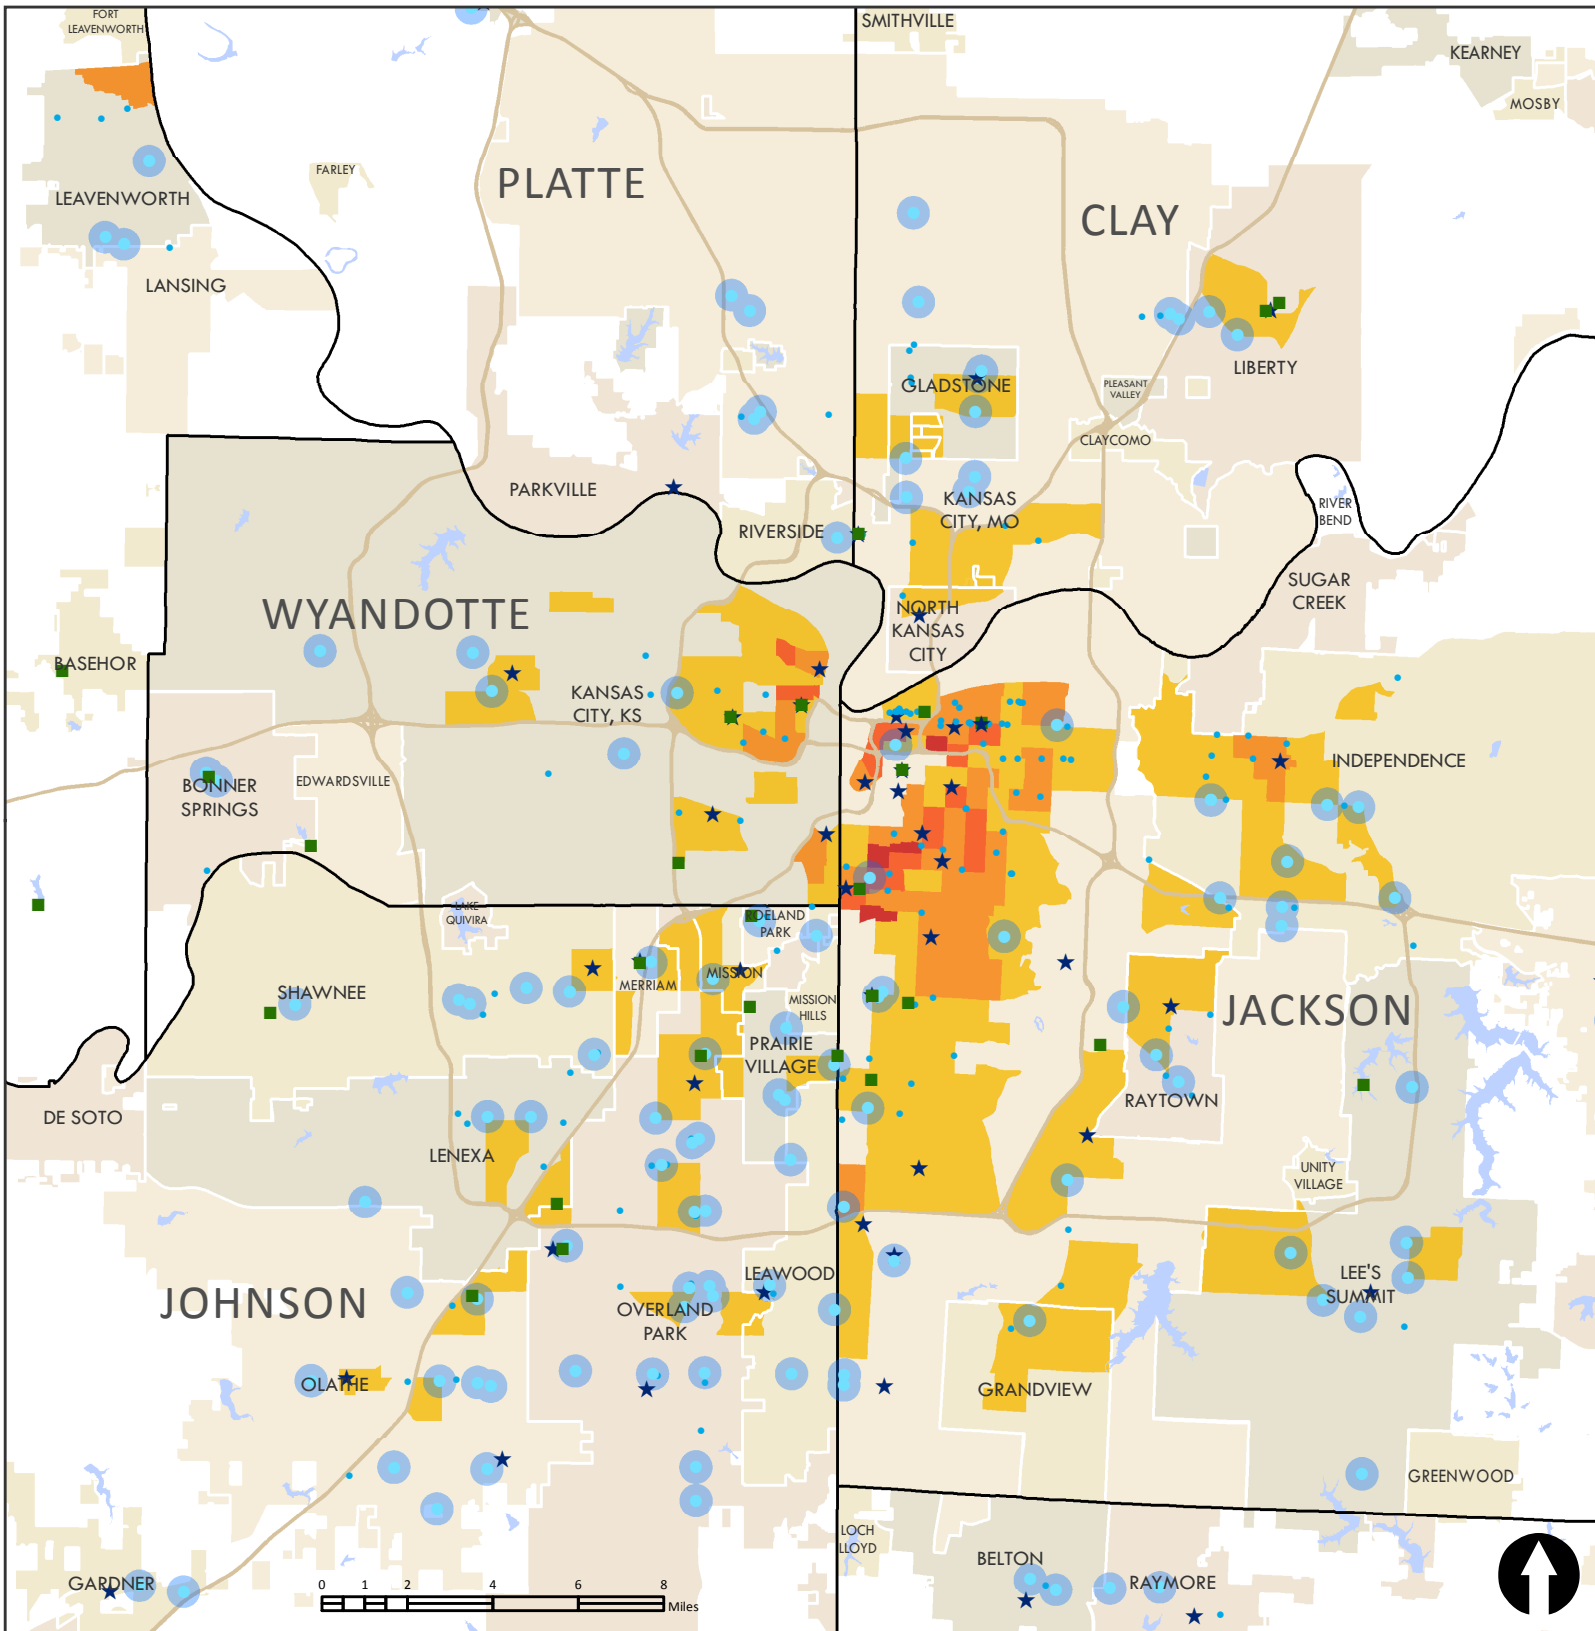 FORT
LEAVENWORTH
SMITHVILLE
KEARNEY
MOSBY
FARLEY
PLATTE
CLAY
LEAVENWORTH
LANSING
LIBERTY
GLADSTONE
PLEASANT
VALLEY
CLAYCOMO
PARKVILLE
KANSAS
CITY, MO
RIVER
BEND
RIVERSIDE
SUGAR
CREEK
WYANDOTTE
NORTH
KANSAS
CITY
BASEHOR
KANSAS
CITY, KS
INDEPENDENCE
BONNER
SPRINGS
EDWARDSVILLE
LAKE
QUIVIRA
ROELAND
PARK
SHAWNEE
MERRIAM
MISSION
MISSION
HILLS
JACKSON
PRAIRIE
VILLAGE
RAYTOWN
DE SOTO
LENEXA
UNITY
VILLAGE
JOHNSON
LEAWOOD
OVERLAND
PARK
LEE'S
SUMMIT
OLATHE
GRANDVIEW
GREENWOOD
LOCH
LLOYD
BELTON
RAYMORE
GARDNER
0 1 2 4 6 8
Miles